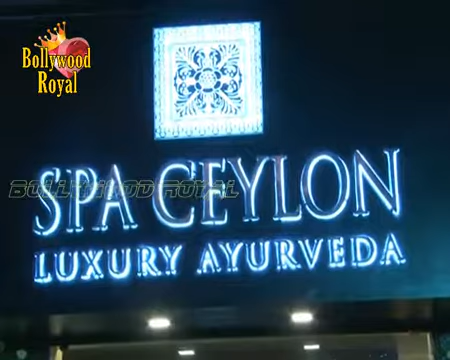 Bollywood
Royal
SPA CEYLON
BOLLYWOOD ROYAL
LUXURY AYURVEDA